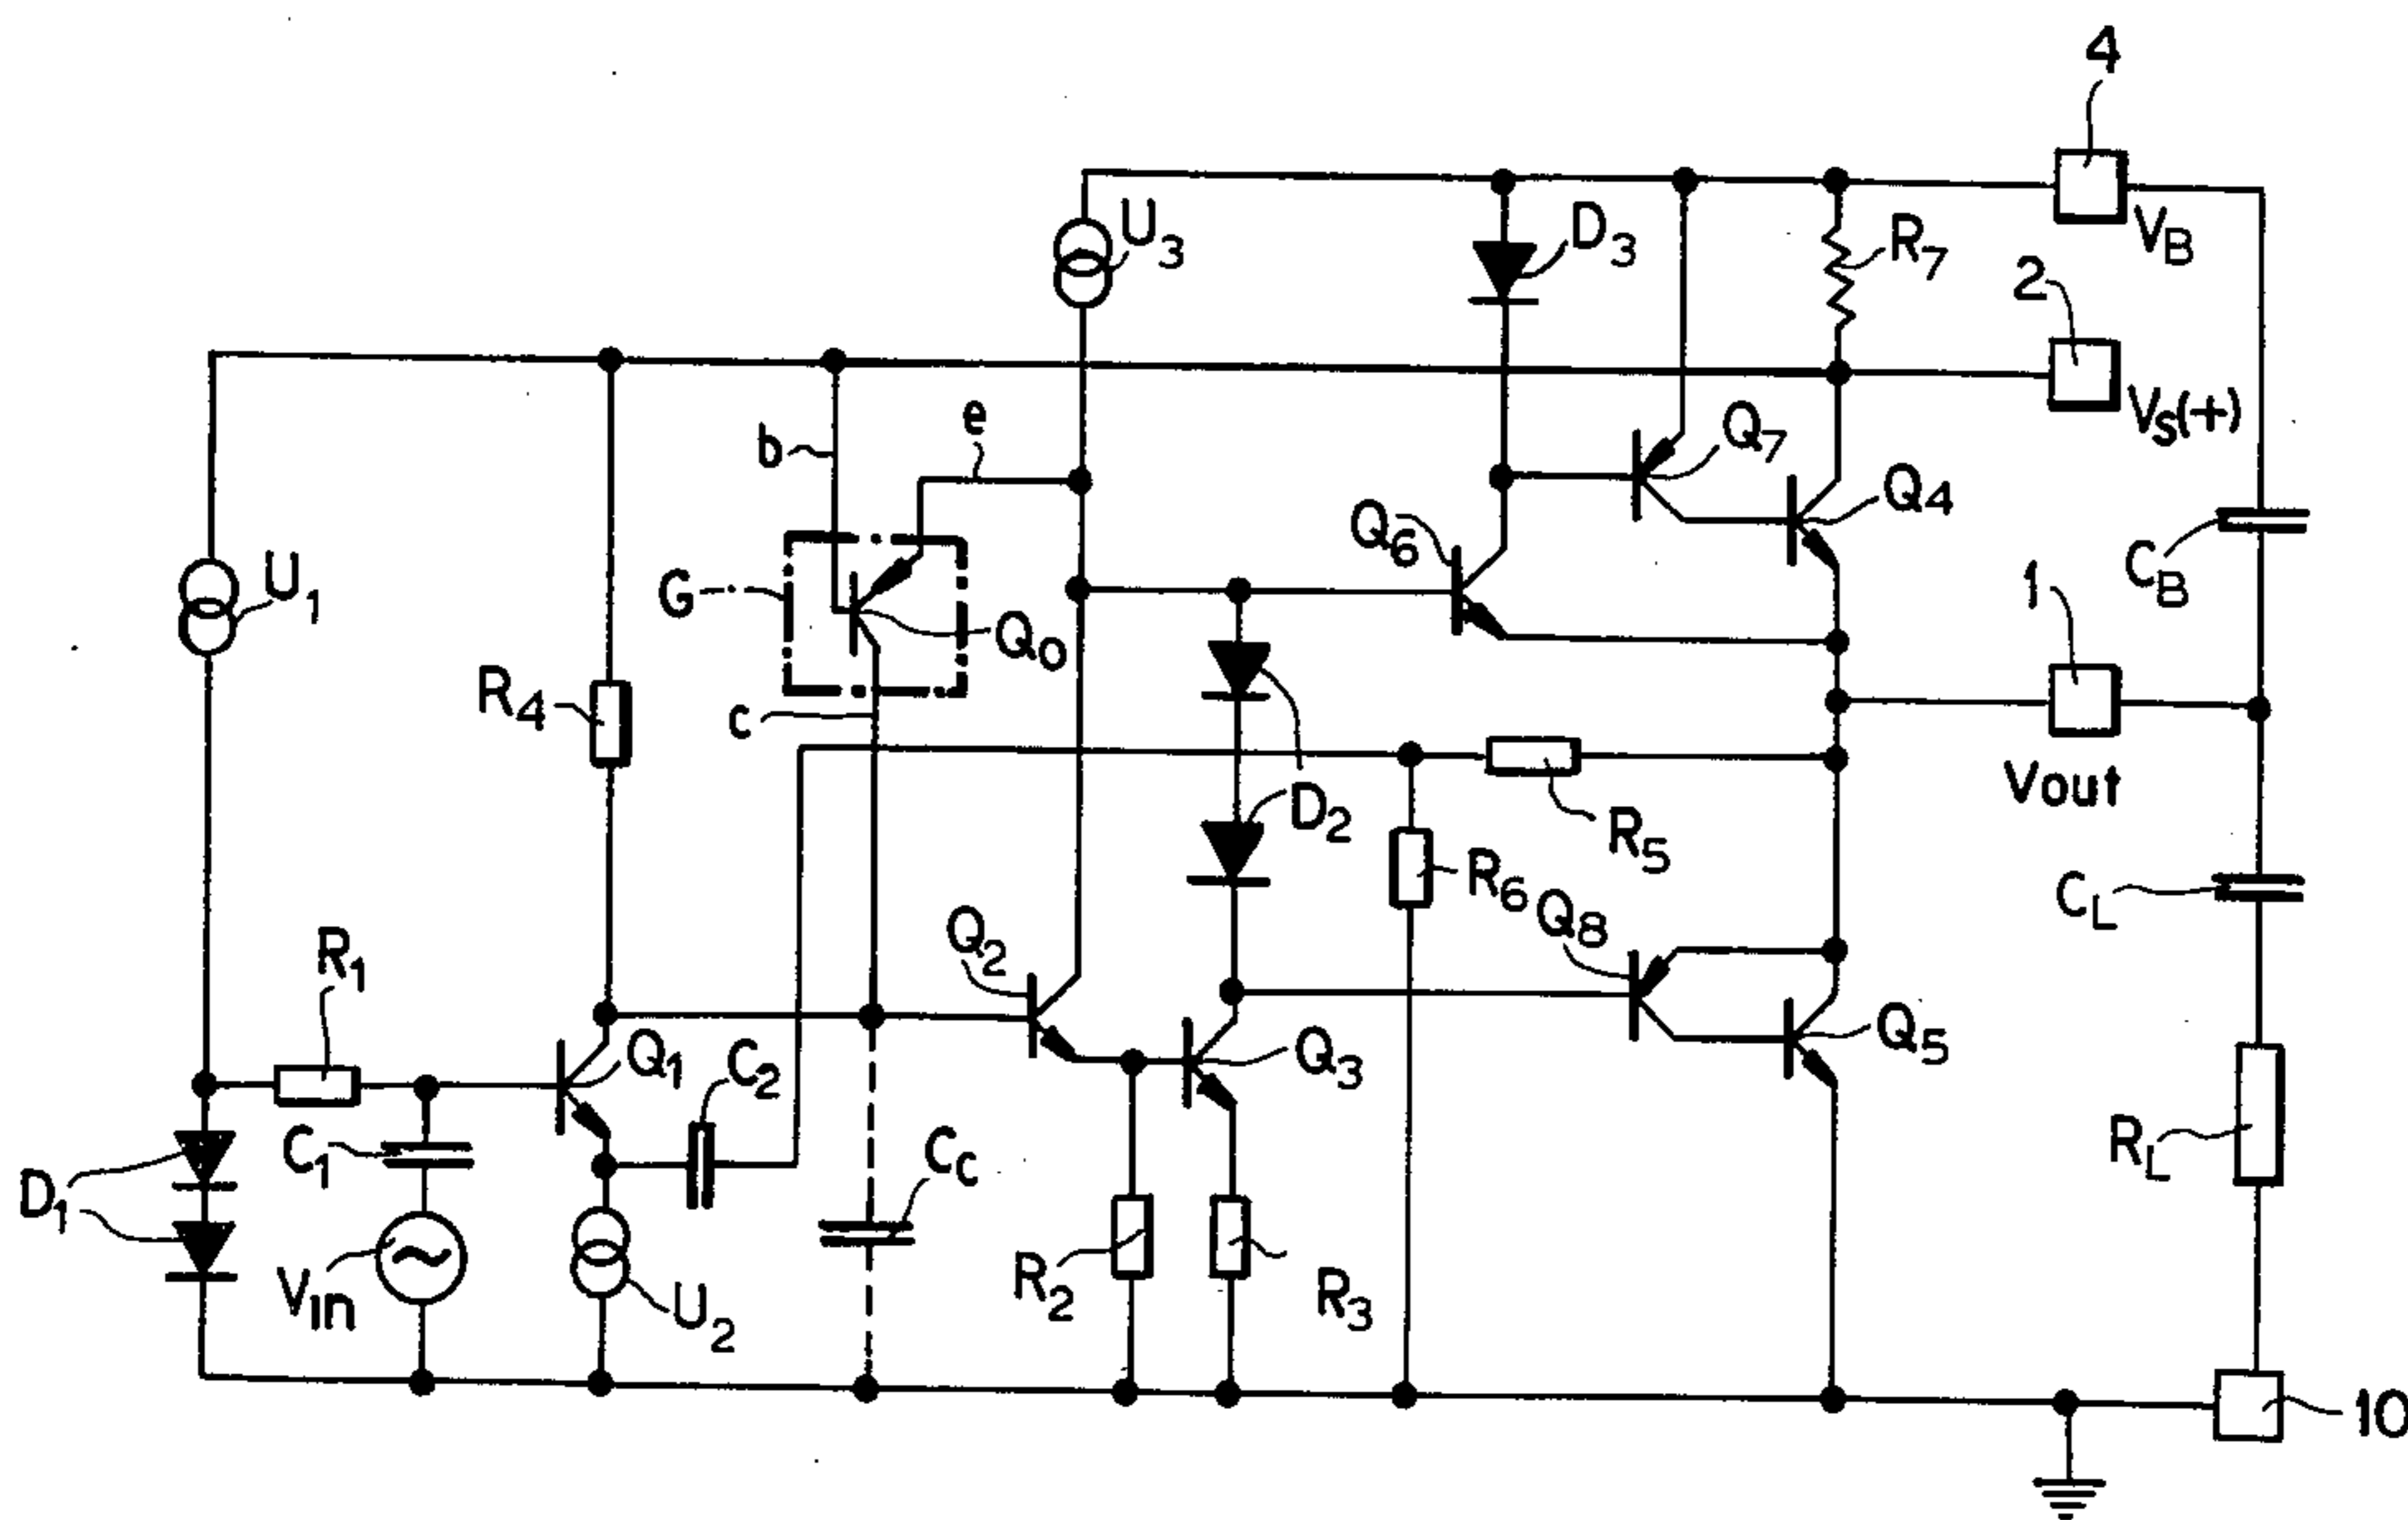 4
U3
D3
R7
VB
2
VS(+)
b
e
Q7
Q4
Q6
CB
U1
G
Q0
1
R4
c
Vout
D2
R5
R6
Q8
CL
Q2
R1
Q1
C2
Q3
Q5
C1
CC
RL
D1
Vin
U2
R2
R3
10